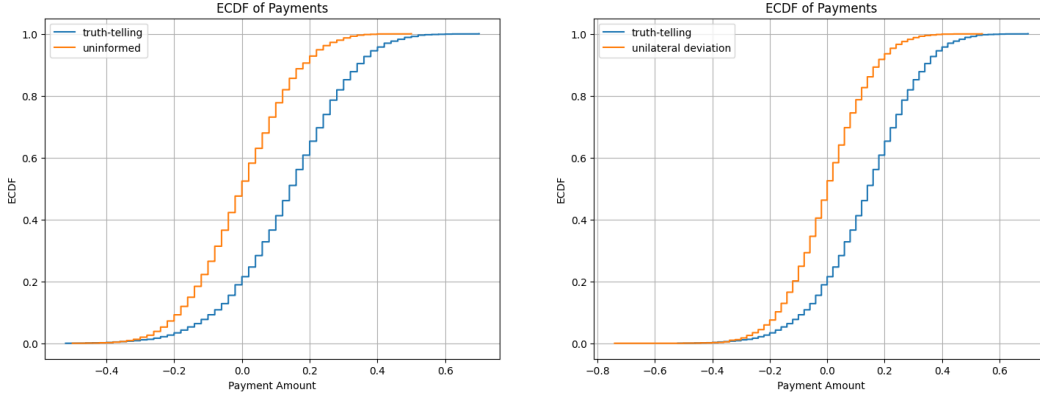 ECDF of Payments
truth-telling
uninformed
1.0
0.8
0.6
0.4
0.2
0.0
ECDF
−0.4
−0.2
0.0
0.2
0.4
0.6
Payment Amount
ECDF of Payments
truth-telling
unilateral deviation
1.0
0.8
0.6
0.4
0.2
0.0
ECDF
−0.8
−0.6
−0.4
−0.2
0.0
0.2
0.4
0.6
Payment Amount